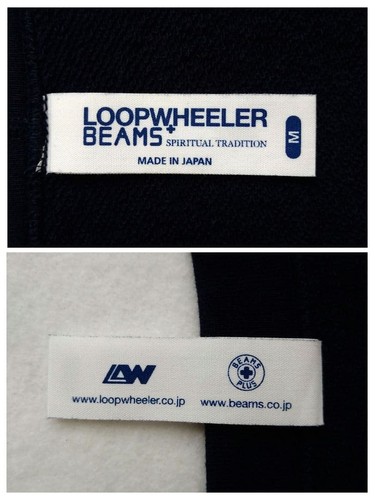 LOOPWHEELER
BEAMS+ SPIRITUAL TRADITION
MADE IN JAPAN
M
LW
www.loopwheeler.co.jp
BEAMS
PLUS
www.beams.co.jp